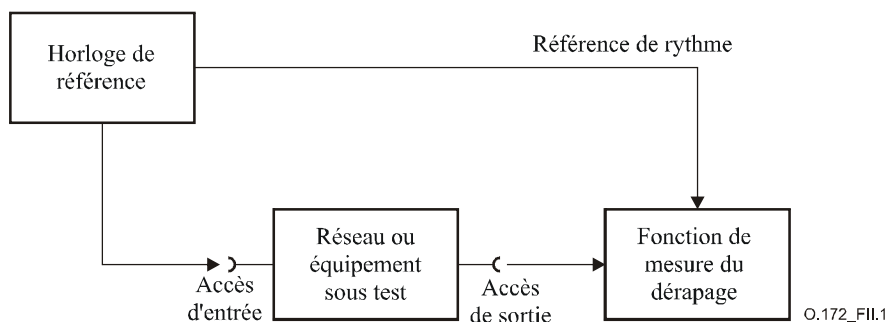 Horloge de
référence
Référence de rythme
Accès
d'entrée
Réseau ou
équipement
sous test
Accès
de sortie
Fonction de
mesure du
dérapage
O.172_FII.1